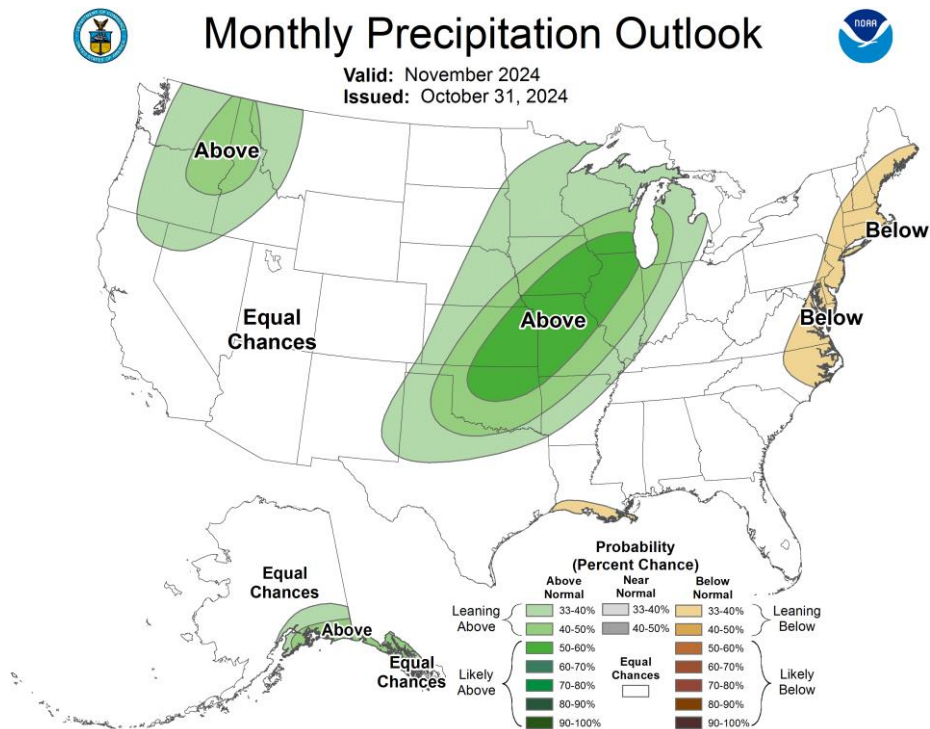 Monthly Precipitation Outlook
NOAA
Valid: November 2024
Issued: October 31, 2024
Above
Equal
Chances
Above
Below
Below
Equal
Chances
Above
Equal
Chances
Probability
(Percent Chance)
Above
Normal
Near
Normal
Below
Normal
Leaning
Above
33-40% 33-40% 33-40%
40-50% 40-50% 40-50%
Leaning
Below
Likely
Above
50-60% 50-60%
60-70% 60-70%
70-80% 70-80%
80-90% 80-90%
90-100% 90-100%
Equal
Chances
Likely
Below